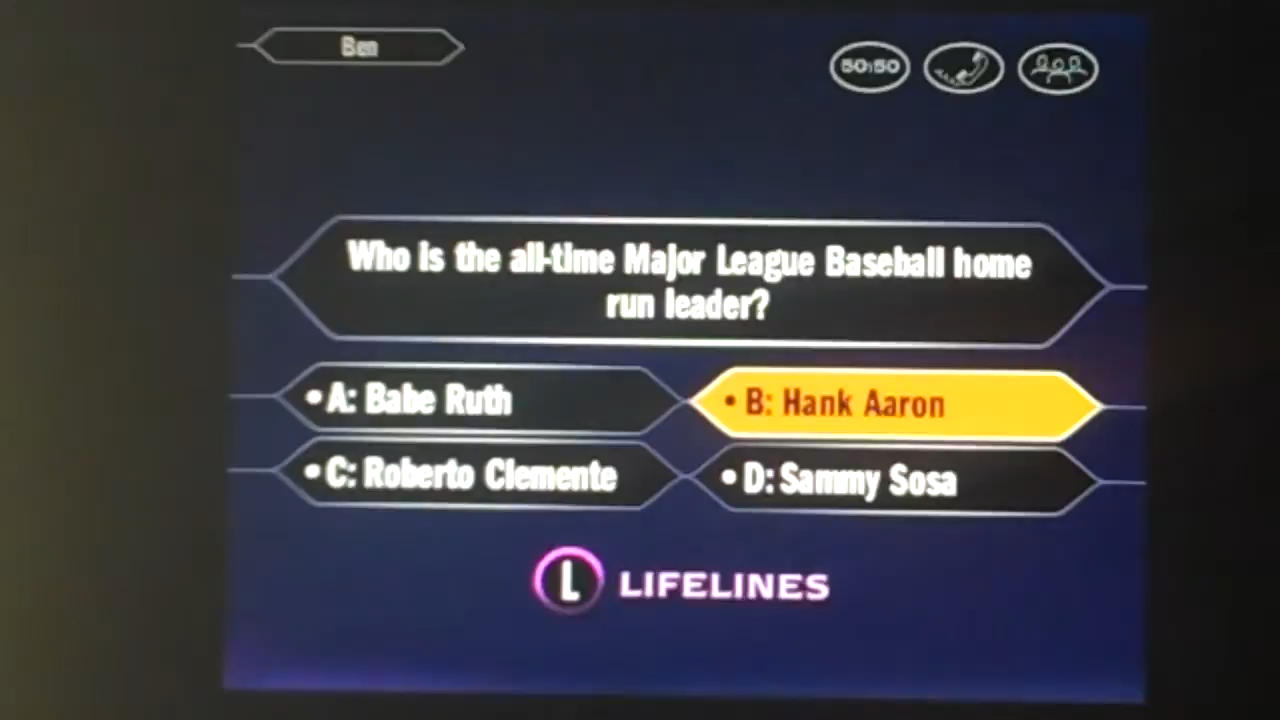 Ben
50:50
Who is the all-time Major League Baseball home
run leader?
• A: Babe Ruth
• B: Hank Aaron
• C: Roberto Clemente
• D: Sammy Sosa
L LIFELINES